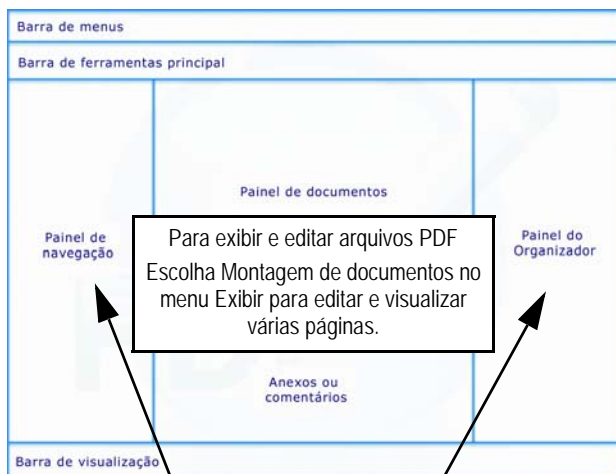 Barra de menus
Barra de ferramentas principal
Painel de documentos
Painel de
navegação
Para exibir e editar arquivos PDF
Escolha Montagem de documentos no
menu Exibir para editar e visualizar
várias páginas.
Painel do
Organizador
Anexos ou
comentários
Barra de visualização